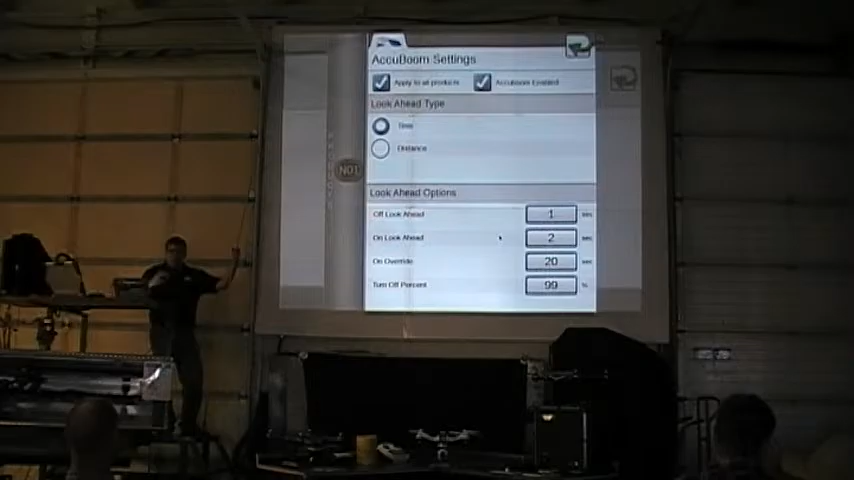 AccuBoom Settings
Apply to all products
AccuBoom Enabled
Look Ahead Type
Time
Distance
Look Ahead Options
Off Look Ahead 1 sec
On Look Ahead 2 sec
On Override 20 sec
Turn Off Percent 99 %